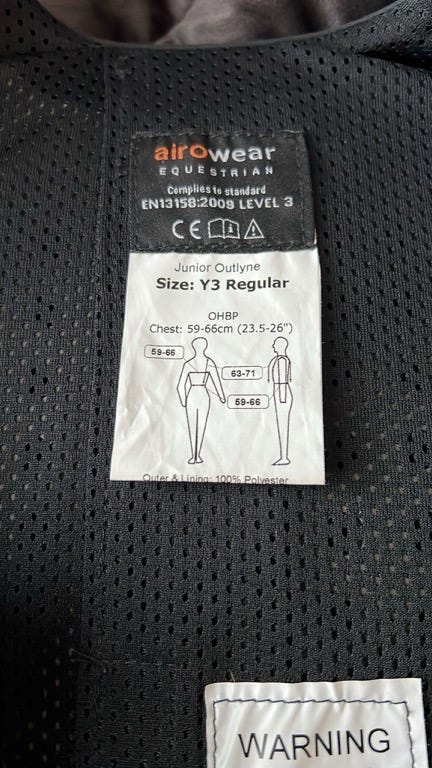 airowear
EQUESTRIAN
Complies to standard
EN13158:2009 LEVEL 3
CE
Junior Outlyne
Size: Y3 Regular
OHBP
Chest: 59-66cm (23.5-26")
59-66
63-71
59-66
Outer & Lining: 100% Polyester
WARNING